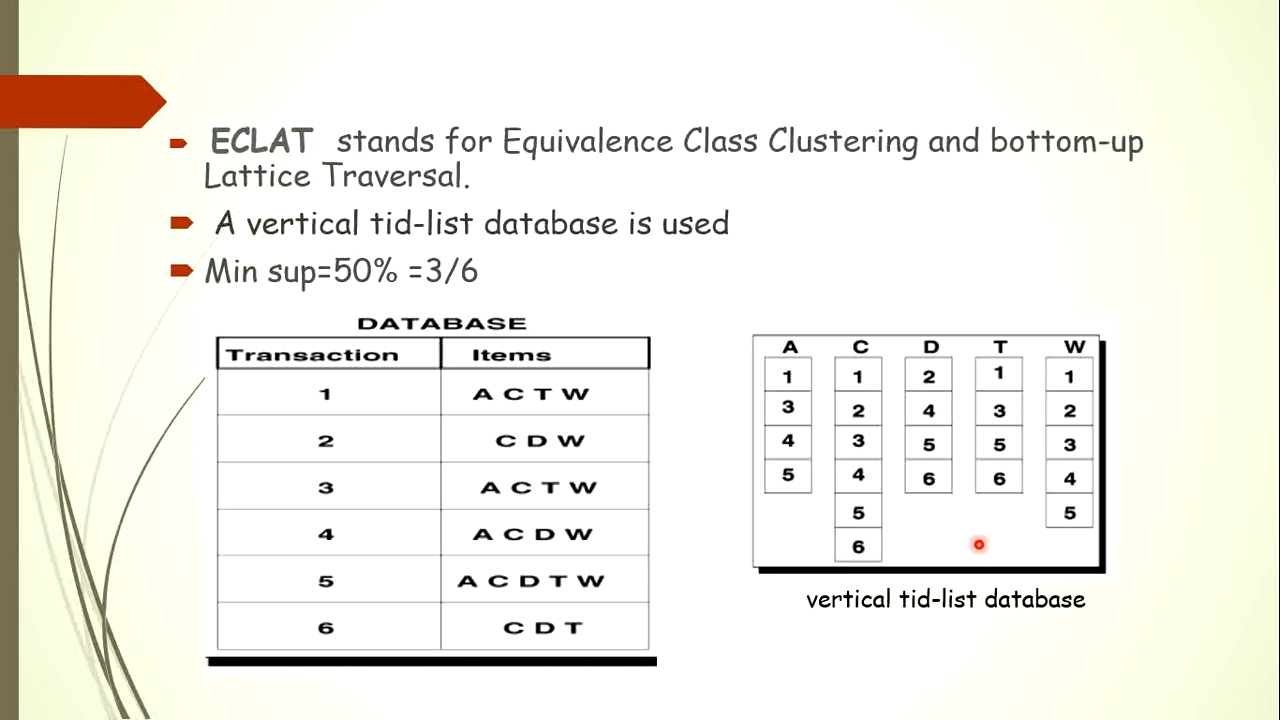 ECLAT stands for Equivalence Class Clustering and bottom-up
Lattice Traversal.
A vertical tid-list database is used
Min sup=50% =3/6
DATABASE
Transaction Items
1 A C T W
2 C D W
3 A C T W
4 A C D W
5 A C D T W
6 C D T
A C D T W
1 1 2 1 1
3 2 4 3 2
4 3 5 5 3
5 4 6 6 4
5 5
6
vertical tid-list database